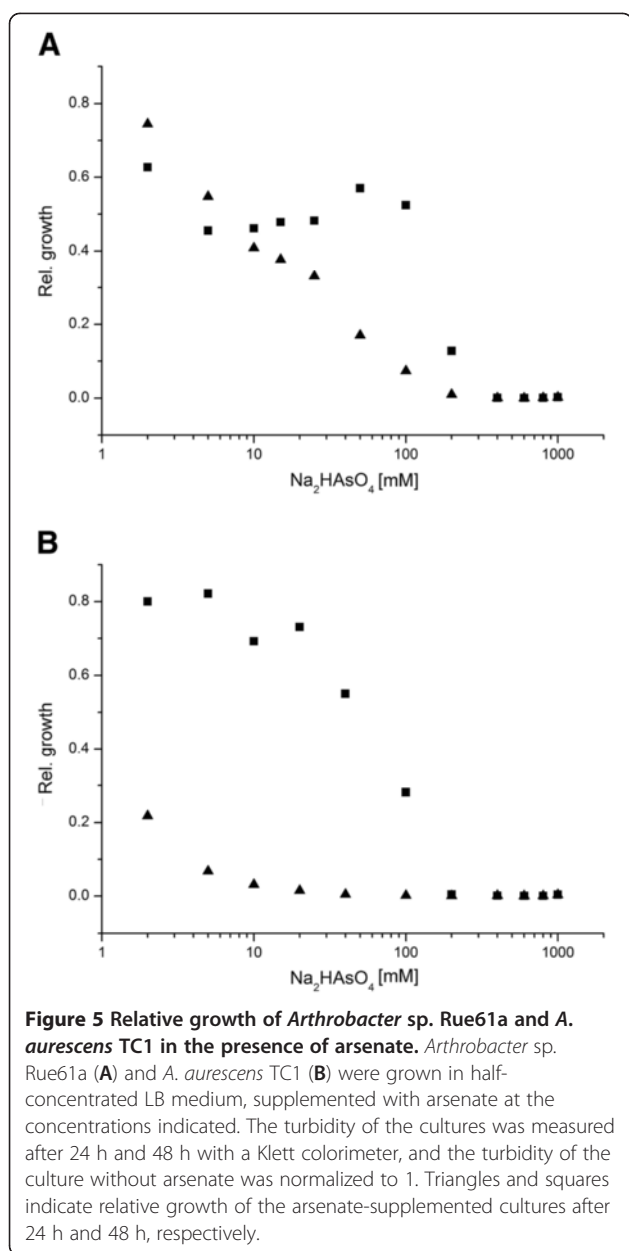 A
0.8
0.6
0.4
0.2
0.0
Rel. growth
1
10
100
1000
Na₂HAsO₄ [mM]
B
0.8
0.6
0.4
0.2
0.0
Rel. growth
1
10
100
1000
Na₂HAsO₄ [mM]
Figure 5 Relative growth of Arthrobacter sp. Rue61a and A.
aurescens TC1 in the presence of arsenate. Arthrobacter sp.
Rue61a (A) and A. aurescens TC1 (B) were grown in half-
concentrated LB medium, supplemented with arsenate at the
concentrations indicated. The turbidity of the cultures was measured
after 24 h and 48 h with a Klett colorimeter, and the turbidity of the
culture without arsenate was normalized to 1. Triangles and squares
indicate relative growth of the arsenate-supplemented cultures after
24 h and 48 h, respectively.